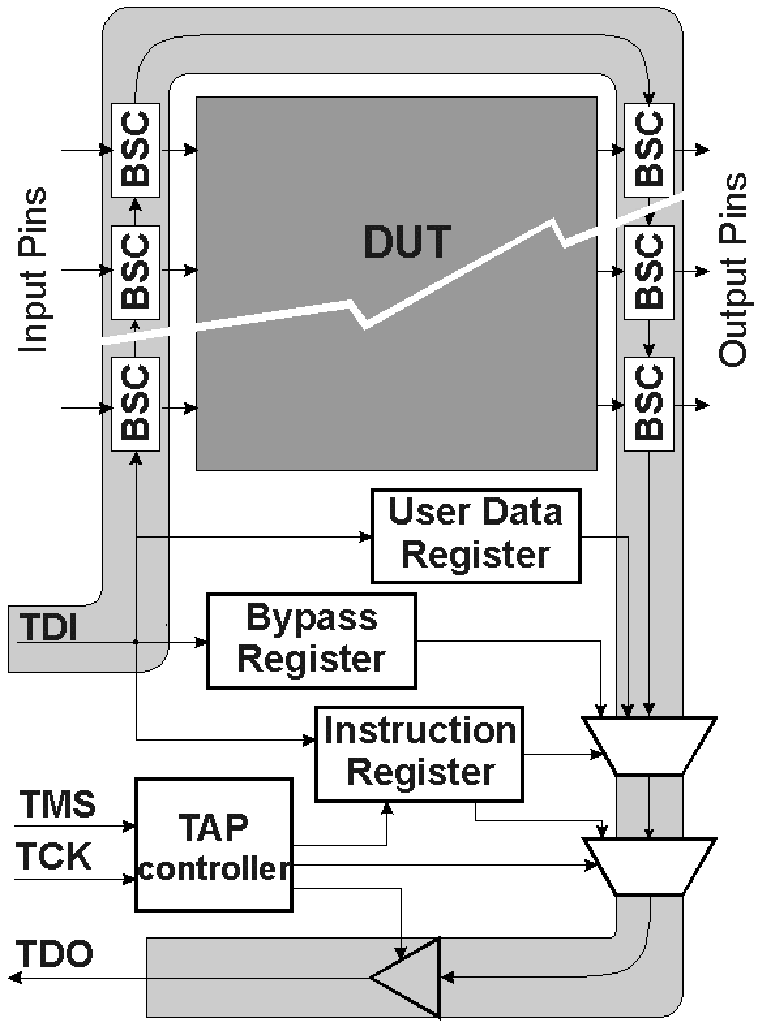 BSC
BSC
BSC
BSC
BSC
BSC
Input Pins
Output Pins
DUT
User Data
Register
TDI
Bypass
Register
Instruction
Register
TMS
TCK
TAP
controller
TDO